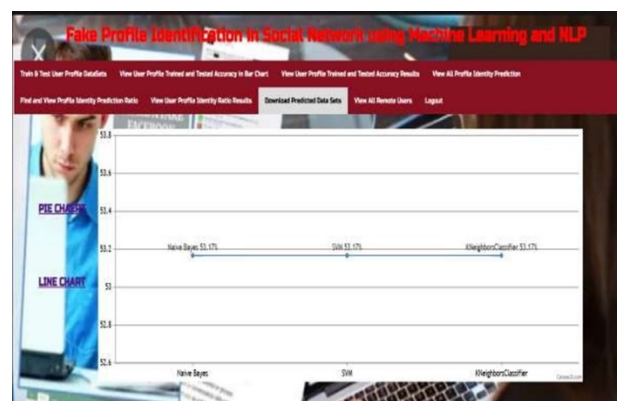 Fake Profile Identification in Social Network using Machine Learning and NLP
Train & Test User Profile DataSets View User Profile Trained and Tested Accuracy in Bar Chart View User Profile Trained and Tested Accuracy Results View All Profile Identity Prediction
Find and View Profile Identity Prediction Ratio View User Profile Identity Ratio Results Download Predicted Data Sets View All Remote Users Logout
FACEBOOK
53.8
53.6
PIE CHART
53.4
Naive Bayes 53.17% SVM 53.17% KNeighborsClassifier 53.17%
53.2
LINE CHART
53
52.8
52.6
Naive Bayes SVM KNeighborsClassifier